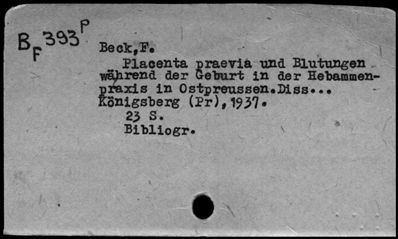 B F 393 P
Beck,F.
Placenta praevia und Blutungen
während der Geburt in der Hebammen-
praxis in Ostpreussen.Diss...
Königsberg (Pr),1937.
23 S.
Bibliogr.